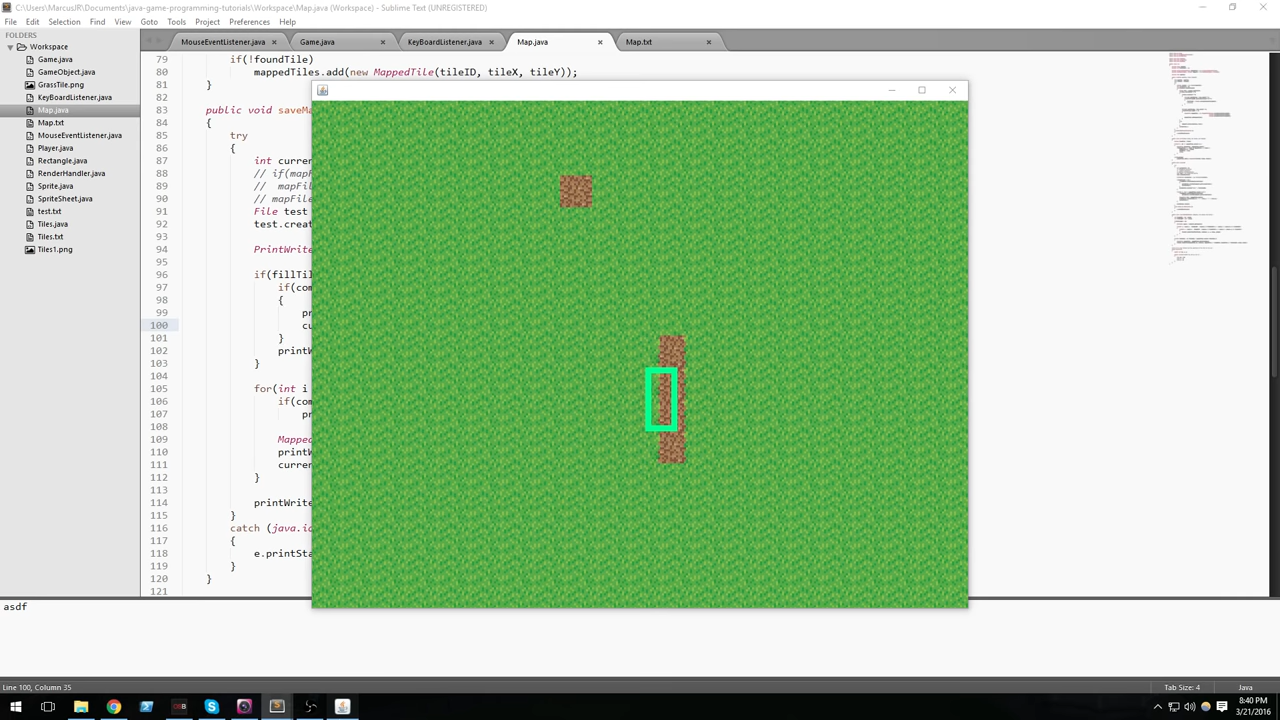 C:\Users\MarcusJR\Documents\java-game-programming-tutorials\Workspace\Map.java (Workspace) - Sublime Text (UNREGISTERED)
File Edit Selection Find View Goto Tools Project Preferences Help
FOLDERS
Workspace
Game.java
GameObject.java
GrassTile.png
KeyBoardListener.java
Map.java
Map.txt
MouseEventListener.java
Player.java
Rectangle.java
RenderHandler.java
Sprite.java
SpriteSheet.java
test.txt
Tiles.java
Tiles.txt
Tiles1.png
MouseEventListener.java Game.java KeyBoardListener.java Map.java Map.txt
79 if(!foundTile)
80 mappedTiles.add(new MappedTile(tileID, tileX, tileY));
81 }
82
83 public void saveMa
84 {
85 try
86 {
87 int curren
88 // if(mapp
89 // mapFil
90 // mapFil
91 File tes
92 tes
93
94 PrintWrite
95
96 if(fillTi
97 if(com
98 {
99 pr
100 cu
101 }
102 printW
103 }
104
105 for(int i
106 if(com
107 pr
108
109 Mapped
110 printW
111 curren
112 }
113
114 printWrite
115 }
116 catch (java.io
117 {
118 e.printSta
119 }
120 }
121
asdf
Line 100, Column 35 Tab Size: 4 Java
8:40 PM
3/21/2016